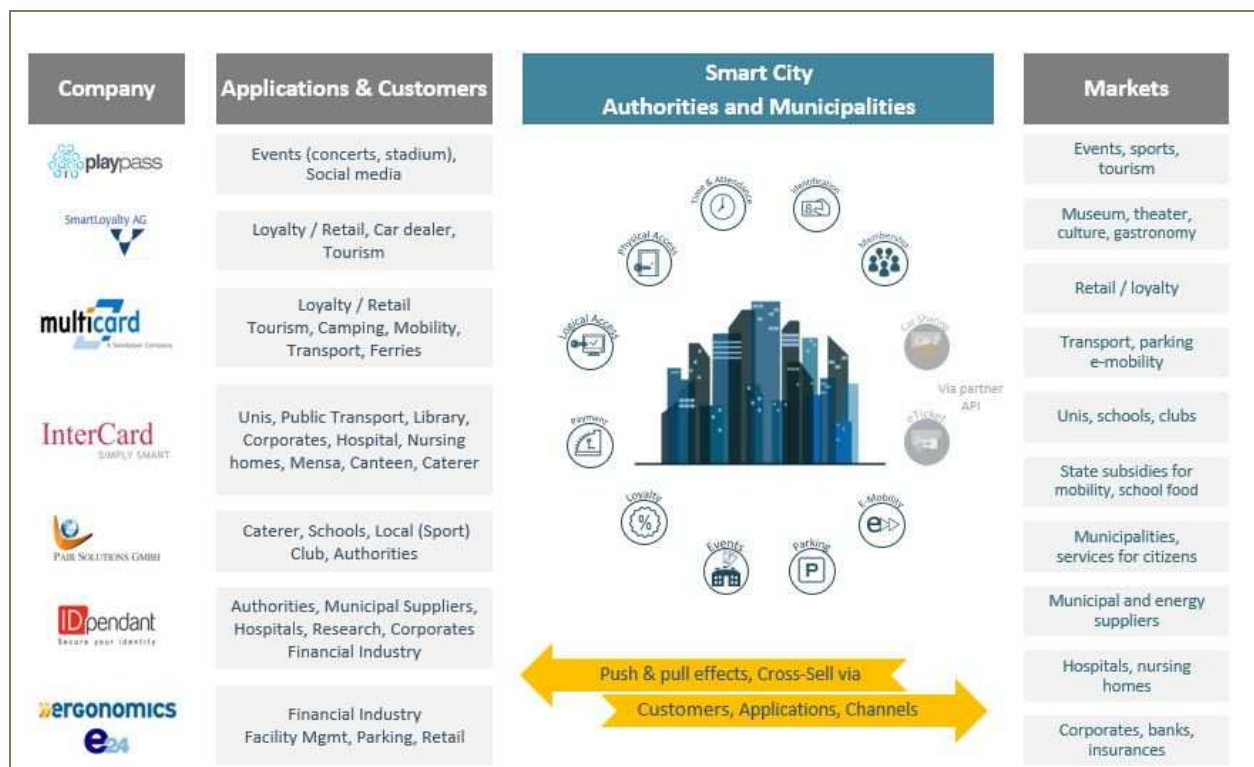 Company
Applications & Customers
Smart City
Authorities and Municipalities
Markets
playpass
Events (concerts, stadium),
Social media
SmartLoyalty AG
Loyalty / Retail, Car dealer,
Tourism
multicard
Loyalty / Retail
Tourism, Camping, Mobility,
Transport, Ferries
InterCard
SIMPLY SMART
Unis, Public Transport, Library,
Corporates, Hospital, Nursing
homes, Mensa, Canteen, Caterer
PAIR SOLUTIONS GMBH
Caterer, Schools, Local (Sport)
Club, Authorities
IDpendant
Secure your identity
Authorities, Municipal Suppliers,
Hospitals, Research, Corporates
Financial Industry
ergonomics
e24
Financial Industry
Facility Mgmt, Parking, Retail
Time & Attendance
Identification
Physical Access
Membership
Logical Access
Car Sharing
Via partner
API
Payment
eTicket
Loyalty
%
E-Mobility
e
Events
Parking
P
Push & pull effects, Cross-Sell via
Customers, Applications, Channels
Events, sports,
tourism
Museum, theater,
culture, gastronomy
Retail / loyalty
Transport, parking
e-mobility
Unis, schools, clubs
State subsidies for
mobility, school food
Municipalities,
services for citizens
Municipal and energy
suppliers
Hospitals, nursing
homes
Corporates, banks,
insurances